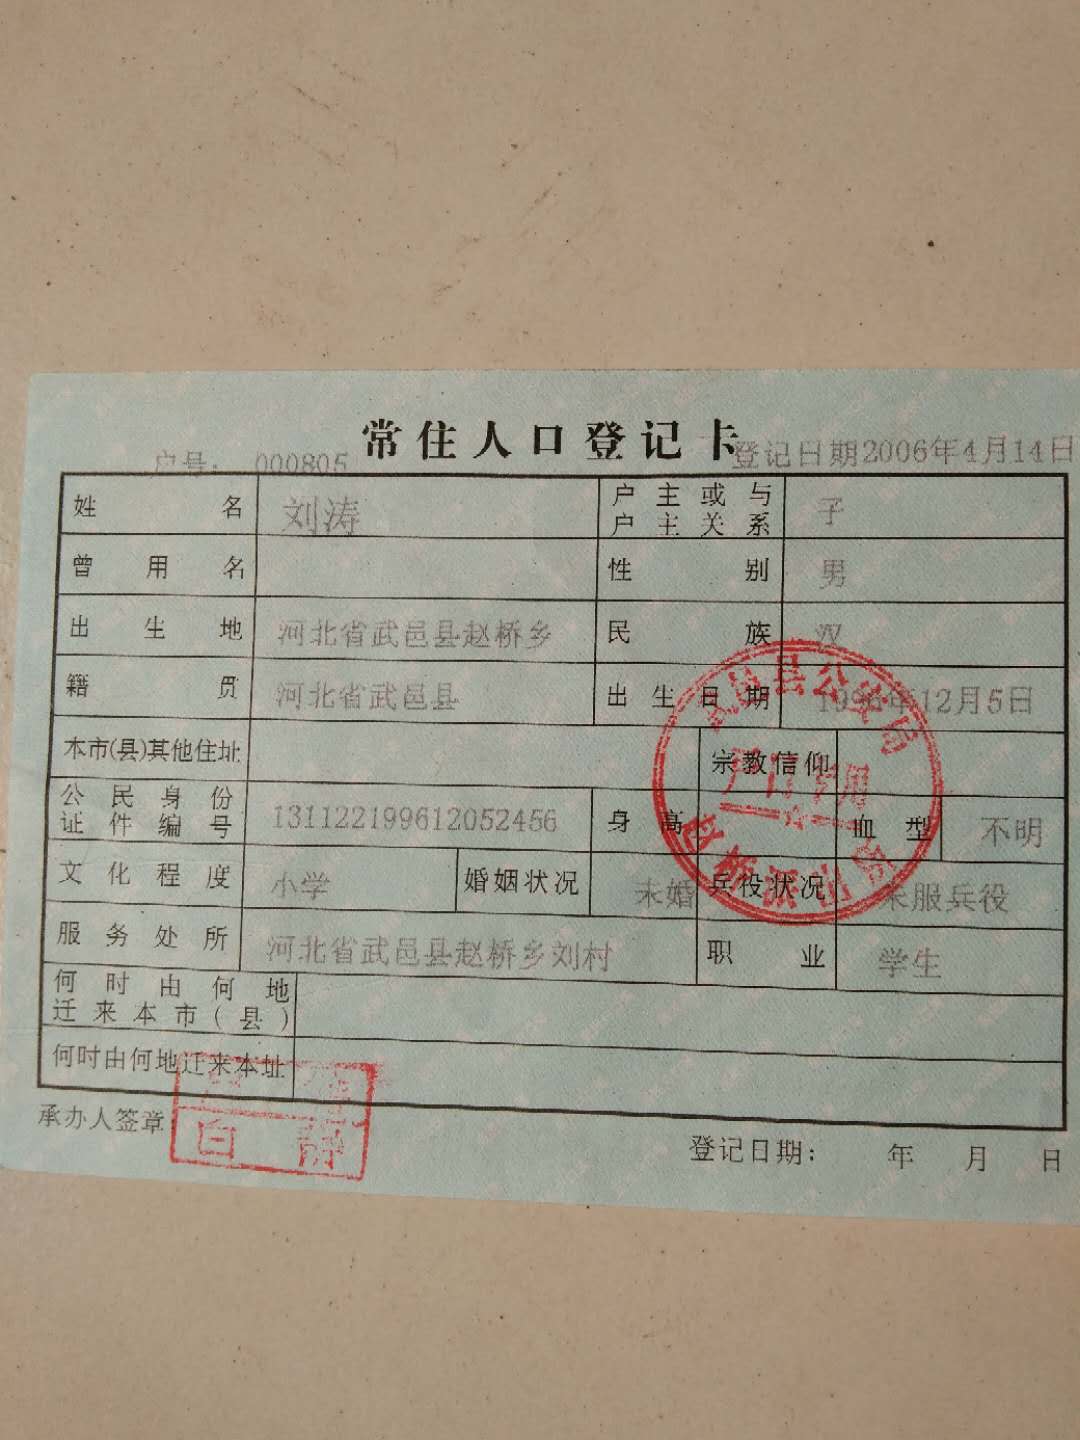 常住人口登记卡
户号： 000805 登记日期2006年4月14日
姓名 刘涛 户主或与户主关系 子
曾用名 性别 男
出生地 河北省武邑县赵桥乡 民族 汉
籍贯 河北省武邑县 出生日期 1996年12月5日
本市(县)其他住址 宗教信仰
公民身份证件编号 131122199612052456 身高 血型 不明
文化程度 小学 婚姻状况 未婚 兵役状况 未服兵役
服务处所 河北省武邑县赵桥乡刘村 职业 学生
何时由何地迁来本市(县)
何时由何地迁来本址
承办人签章
登记日期： 年 月 日
武邑县公安局
户口专用
赵桥派出所